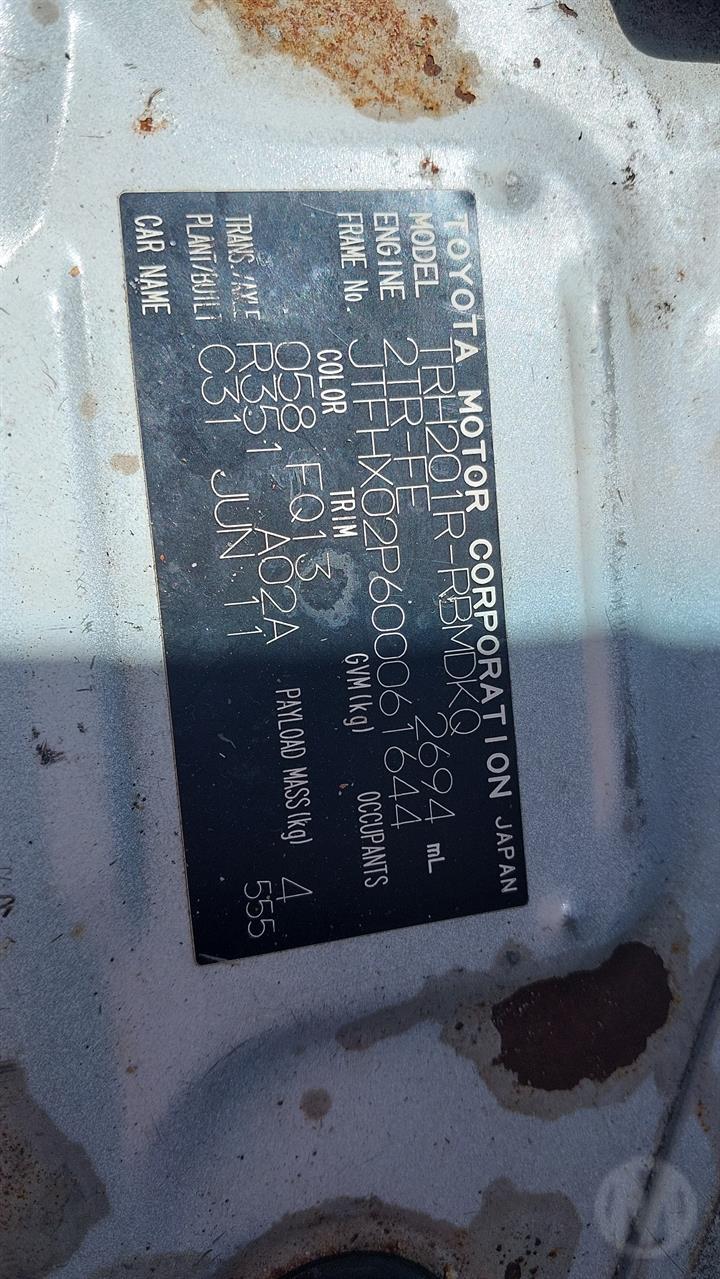 TOYOTA MOTOR CORPORATION JAPAN
MODEL TRH201R-RBMDKQ
ENGINE 2TR-FE 2694 mL
FRAME No. JTFHX02P600061644
COLOR TRIM GVM(kg) OCCUPANTS
058 FQ13 4
TRANS./AXLE R351 A02A PAYLOAD MASS(kg) 555
PLANT/BUILT C31 JUN 11
CAR NAME
M